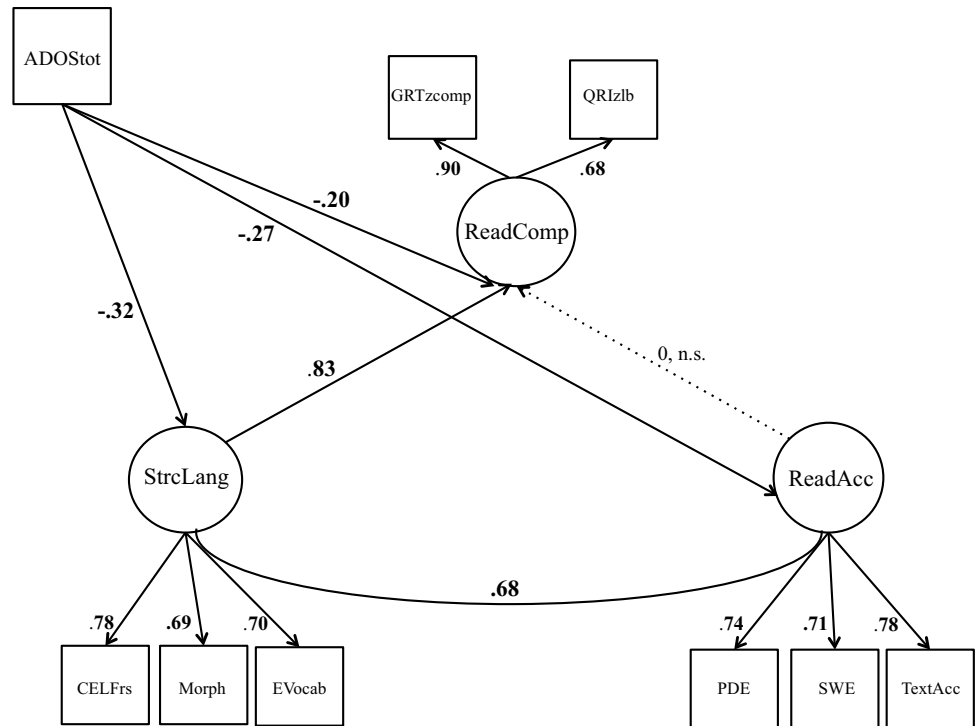 ADOStot
GRTzcomp
QRIzlb
.90
.68
-.20
ReadComp
-.27
-.32
0, n.s.
.83
StrcLang
ReadAcc
.68
.78
.69
.70
.74
.71
.78
CELFrs
Morph
EVocab
PDE
SWE
TextAcc